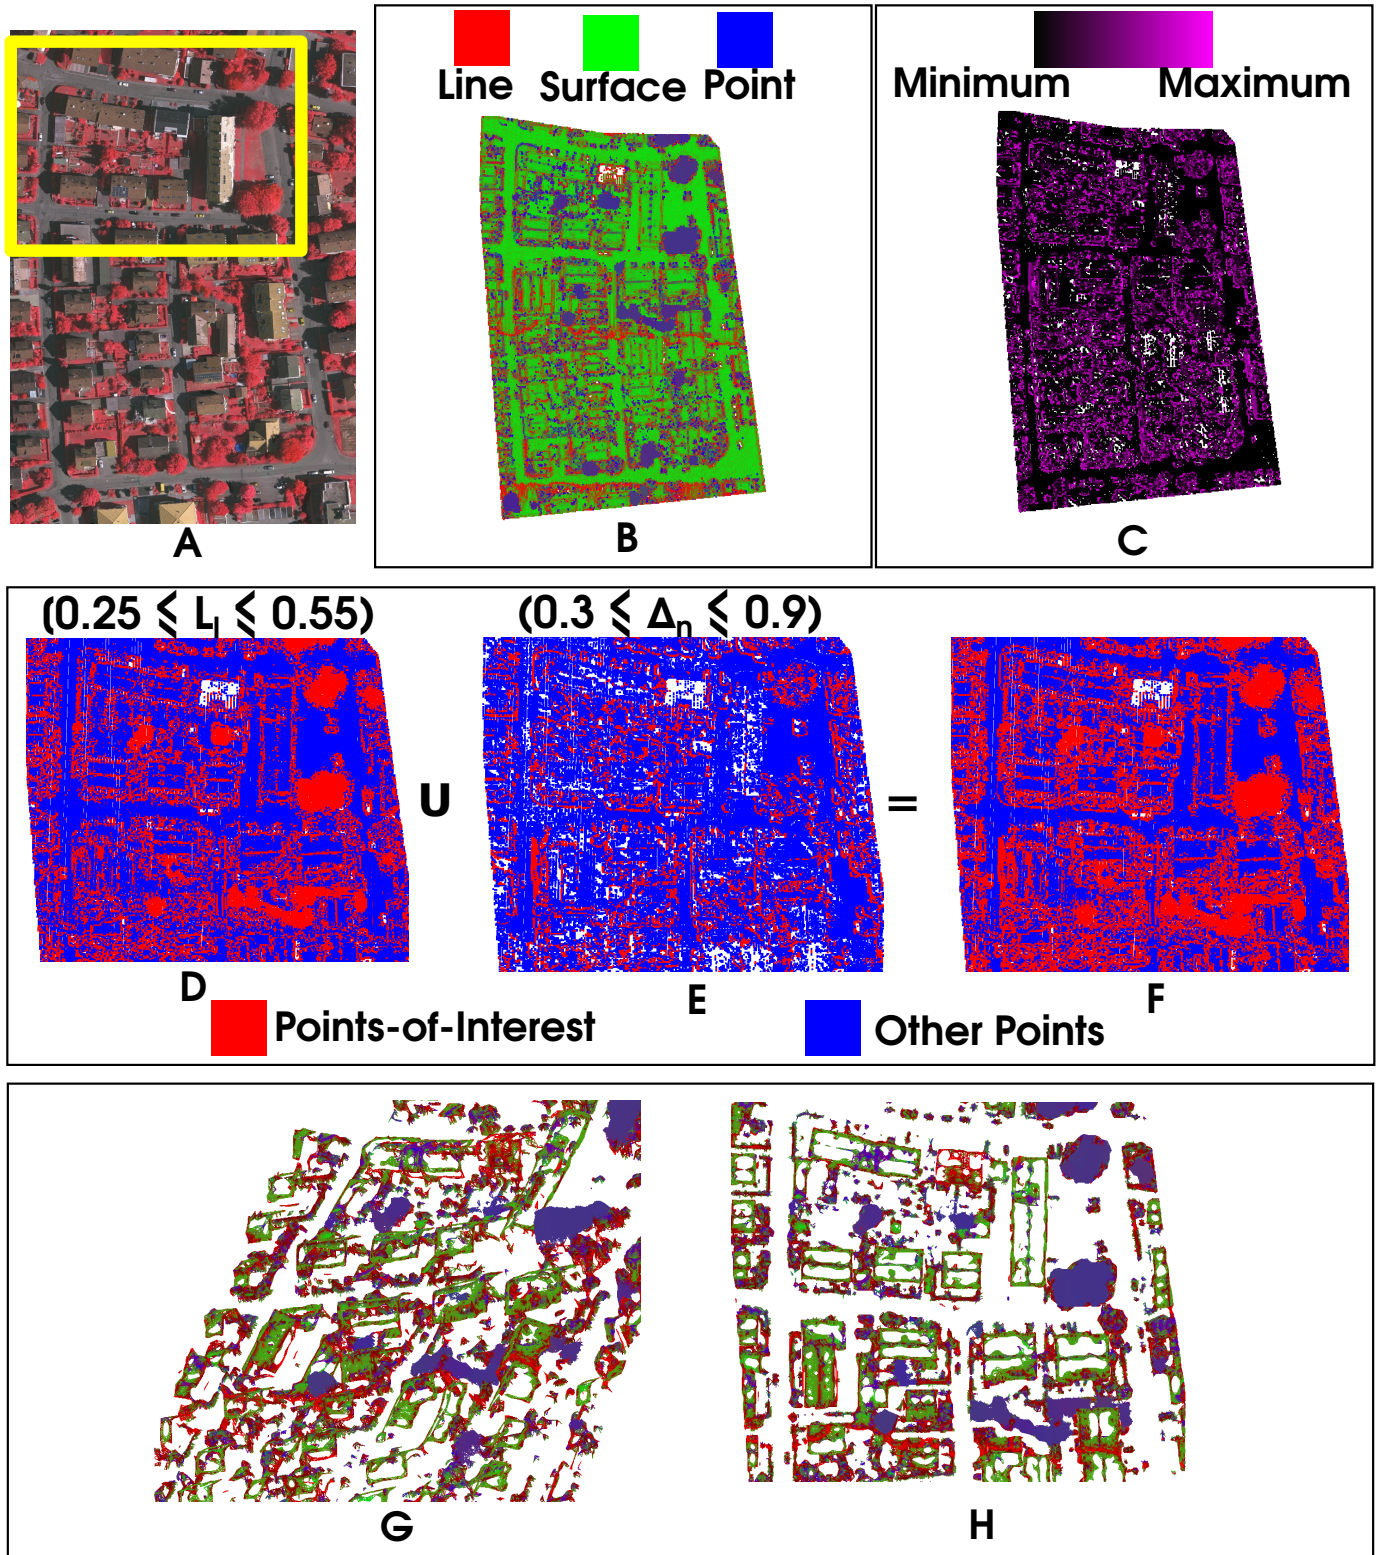 Line Surface Point
Minimum Maximum
A
B
C
(0.25 ⩽ Lₗ ⩽ 0.55) (0.3 ⩽ Δₙ ⩽ 0.9)
U =
D E F
Points-of-Interest Other Points
G H